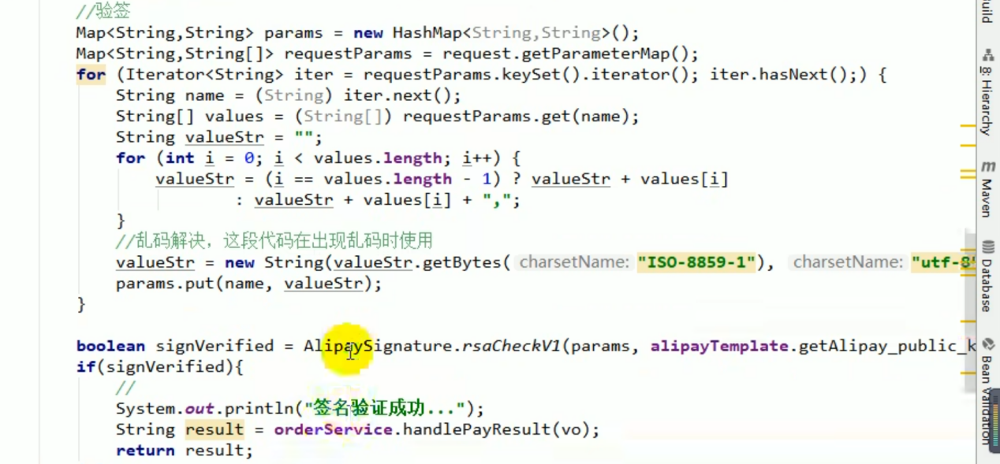 //验签
Map<String,String> params = new HashMap<String,String>();
Map<String,String[]> requestParams = request.getParameterMap();
for (Iterator<String> iter = requestParams.keySet().iterator(); iter.hasNext();) {
String name = (String) iter.next();
String[] values = (String[]) requestParams.get(name);
String valueStr = "";
for (int i = 0; i < values.length; i++) {
valueStr = (i == values.length - 1) ? valueStr + values[i]
: valueStr + values[i] + ",";
}
//乱码解决，这段代码在出现乱码时使用
valueStr = new String(valueStr.getBytes( charsetName: "ISO-8859-1"), charsetName: "utf-8"
params.put(name, valueStr);
}
boolean signVerified = AlipaySignature.rsaCheckV1(params, alipayTemplate.getAlipay_public_k
if(signVerified){
//
System.out.println("签名验证成功...");
String result = orderService.handlePayResult(vo);
return result;
uild
8: Hierarchy
m Maven
Database
Bean Validation